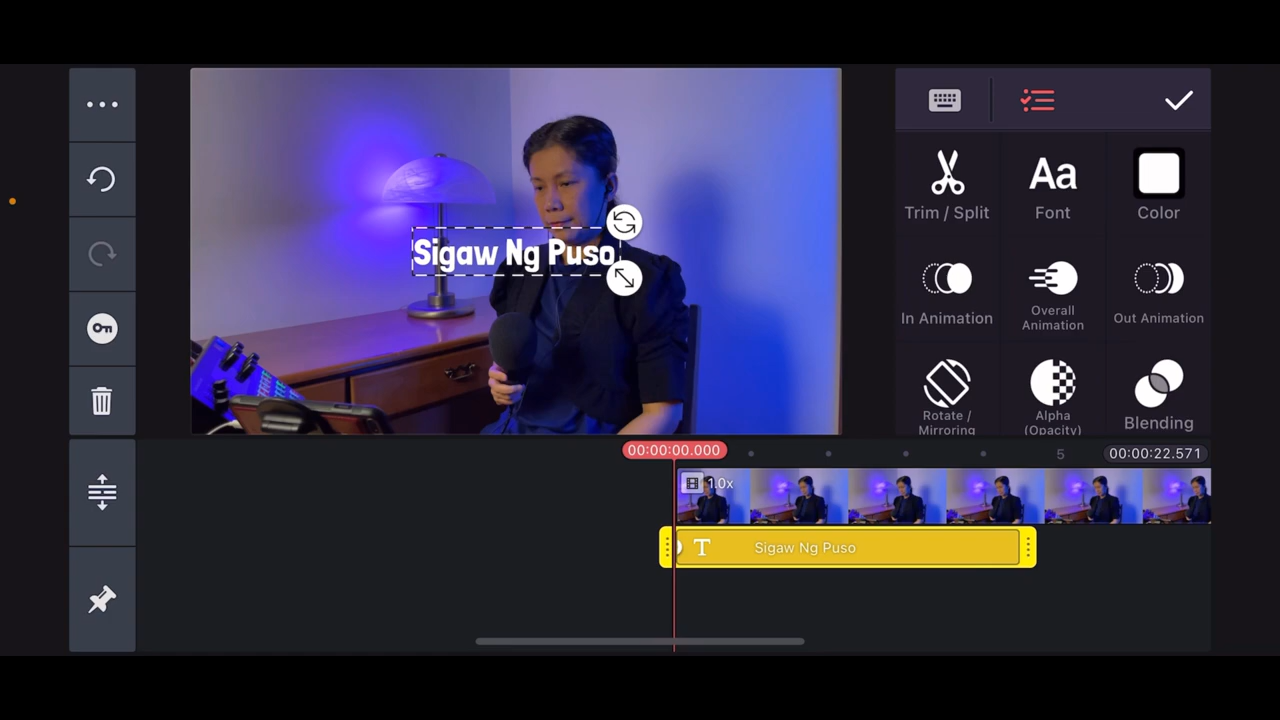 Sigaw Ng Puso
Trim / Split
Aa
Font
Color
In Animation
Overall
Animation
Out Animation
Rotate /
Mirroring
Alpha
(Opacity)
Blending
00:00:00.000
5
00:00:22.571
1.0x
T
Sigaw Ng Puso